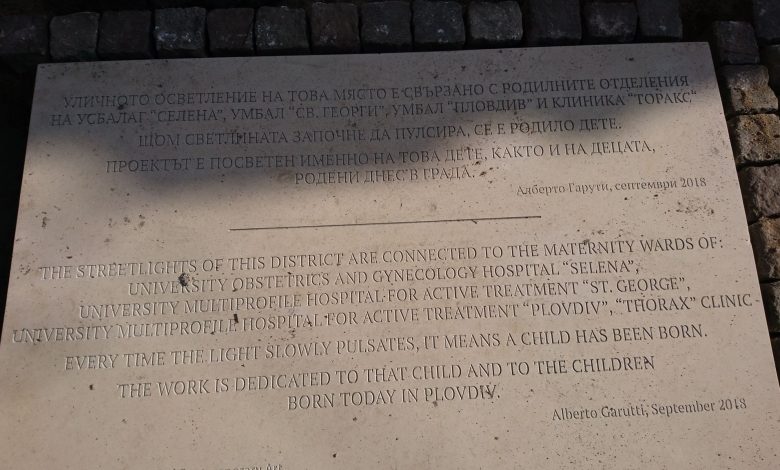 УЛИЧНОТО ОСВЕТЛЕНИЕ НА ТОВА МЯСТО Е СВЪРЗАНО С РОДИЛНИТЕ ОТДЕЛЕНИЯ
НА УСБАЛАГ "СЕЛЕНА", УМБАЛ "СВ. ГЕОРГИ", УМБАЛ "ПЛОВДИВ" И КЛИНИКА "ТОРАКС."
ЩОМ СВЕТЛИНАТА ЗАПОЧНЕ ДА ПУЛСИРА, СЕ Е РОДИЛО ДЕТЕ.
ПРОЕКТЪТ Е ПОСВЕТЕН ИМЕННО НА ТОВА ДЕТЕ, КАКТО И НА ДЕЦАТА,
РОДЕНИ ДНЕС В ГРАДА.
Алберто Гарути, септември 2018
THE STREETLIGHTS OF THIS DISTRICT ARE CONNECTED TO THE MATERNITY WARDS OF:
UNIVERSITY OBSTETRICS AND GYNECOLOGY HOSPITAL "SELENA",
UNIVERSITY MULTIPROFILE HOSPITAL FOR ACTIVE TREATMENT "ST. GEORGE",
UNIVERSITY MULTIPROFILE HOSPITAL FOR ACTIVE TREATMENT "PLOVDIV", "THORAX" CLINIC
EVERY TIME THE LIGHT SLOWLY PULSATES, IT MEANS A CHILD HAS BEEN BORN.
THE WORK IS DEDICATED TO THAT CHILD AND TO THE CHILDREN
BORN TODAY IN PLOVDIV.
Alberto Garutti, September 2018
Art